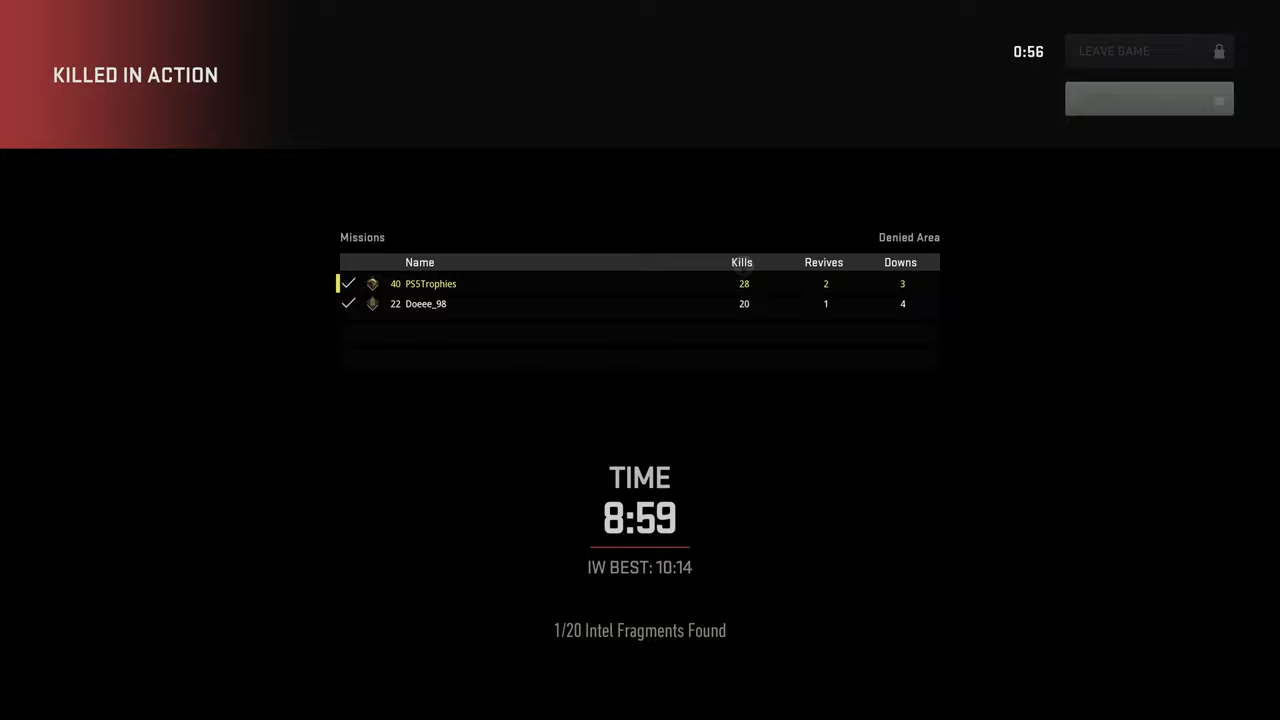 KILLED IN ACTION
0:56
LEAVE GAME
Missions Denied Area
Name Kills Revives Downs
40 PS5Trophies 28 2 3
22 Doeee_98 20 1 4
TIME
8:59
IW BEST: 10:14
1/20 Intel Fragments Found